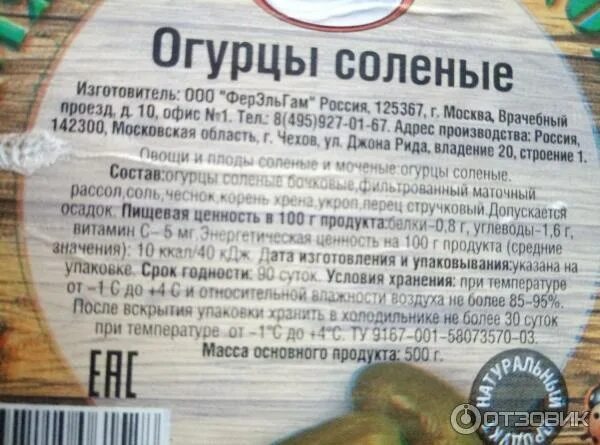 Огурцы соленые
Изготовитель: ООО "ФерЭльГам" Россия, 125367, г. Москва, Врачебный
проезд, д. 10, офис №1. Тел.: 8(495)927-01-67. Адрес производства: Россия,
142300, Московская область, г. Чехов, ул. Джона Рида, владение 20, строение 1.
Овощи и плоды соленые и моченые:огурцы соленые.
Состав:огурцы соленые бочковые,фильтрованный маточный
рассол,соль,чеснок,корень хрена,укроп,перец стручковый.Допускается
осадок. Пищевая ценность в 100 г продукта:белки-0,8 г, углеводы-1,6 г,
витамин С- 5 мг.Энергетическая ценность на 100 г продукта (средние
значения): 10 ккал/40 кДж. Дата изготовления и упаковывания:указана на
упаковке. Срок годности: 90 суток. Условия хранения: при температуре
от -1 С до +4 С и относительной влажности воздуха не более 85-95%.
После вскрытия упаковки хранить в холодильнике не более 30 суток
при температуре от -1°С до +4°С. ТУ 9167-001-58073570-03.
Масса основного продукта: 500 г.
ЕАС
НАТУРАЛЬНЫЙ
ПРОДУКТ
ОТЗОВИК